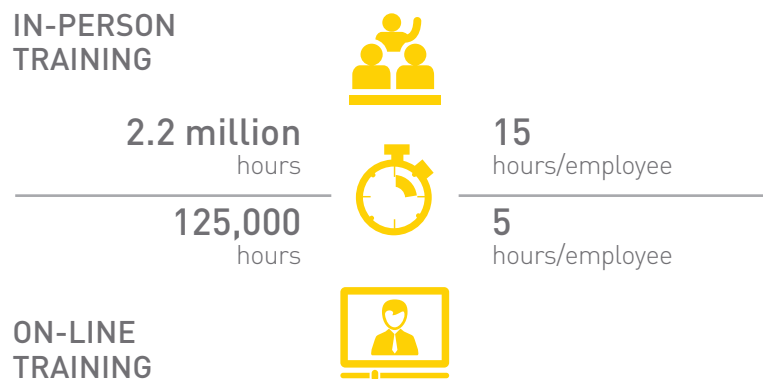 IN-PERSON
TRAINING
2.2 million
hours
15
hours/employee
125,000
hours
5
hours/employee
ON-LINE
TRAINING